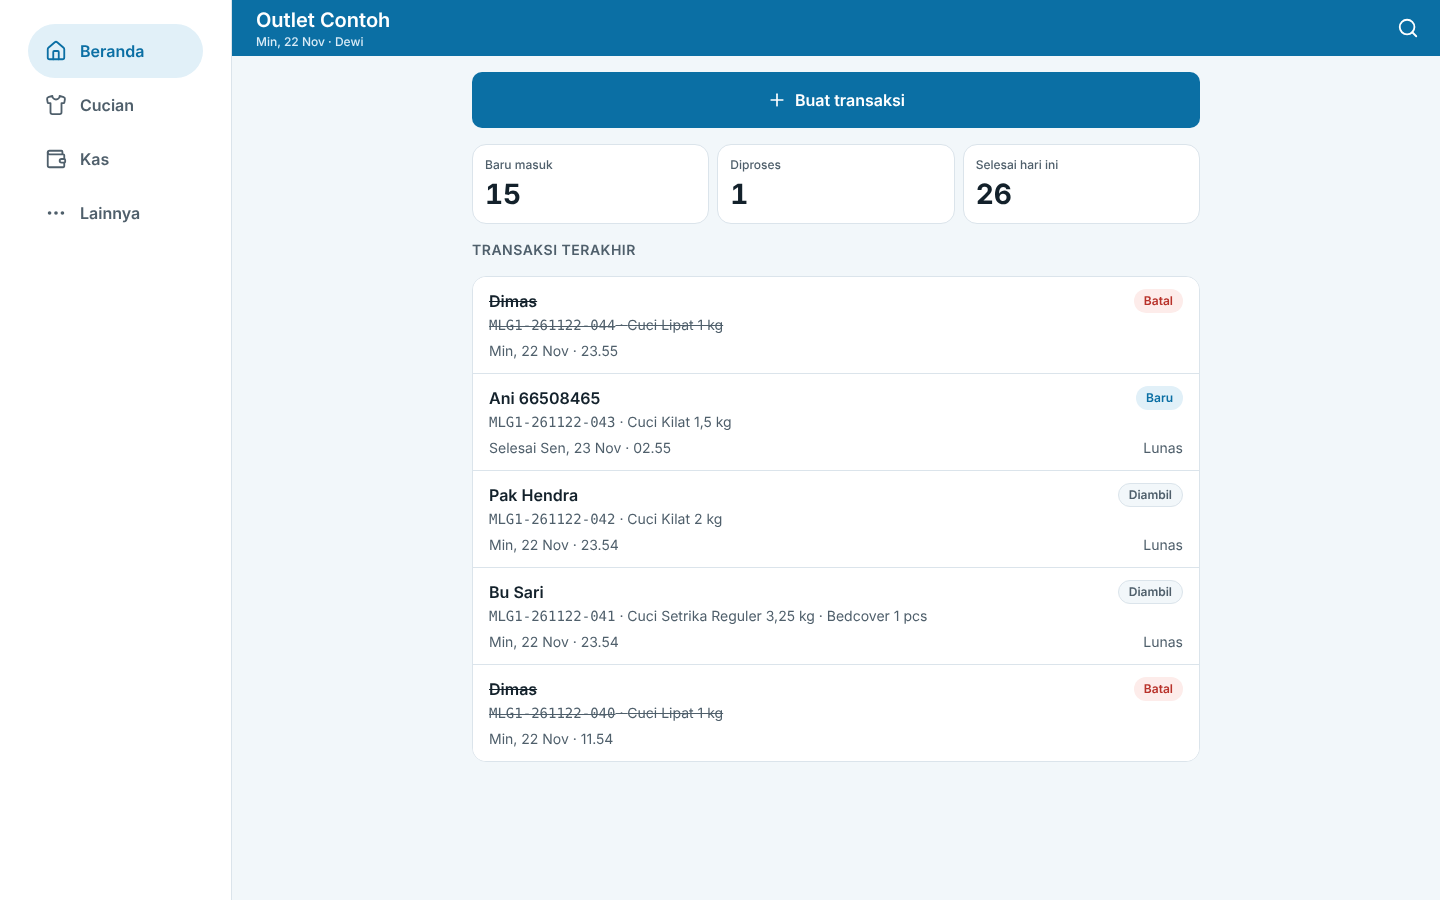 Beranda
Cucian
Kas
Lainnya
Outlet Contoh
Min, 22 Nov · Dewi
Buat transaksi
Baru masuk
15
Diproses
1
Selesai hari ini
26
TRANSAKSI TERAKHIR
Dimas
Batal
MLG1-261122-044 · Cuci Lipat 1 kg
Min, 22 Nov · 23.55
Ani 66508465
Baru
MLG1-261122-043 · Cuci Kilat 1,5 kg
Selesai Sen, 23 Nov · 02.55
Lunas
Pak Hendra
Diambil
MLG1-261122-042 · Cuci Kilat 2 kg
Min, 22 Nov · 23.54
Lunas
Bu Sari
Diambil
MLG1-261122-041 · Cuci Setrika Reguler 3,25 kg · Bedcover 1 pcs
Min, 22 Nov · 23.54
Lunas
Dimas
Batal
MLG1-261122-040 · Cuci Lipat 1 kg
Min, 22 Nov · 11.54